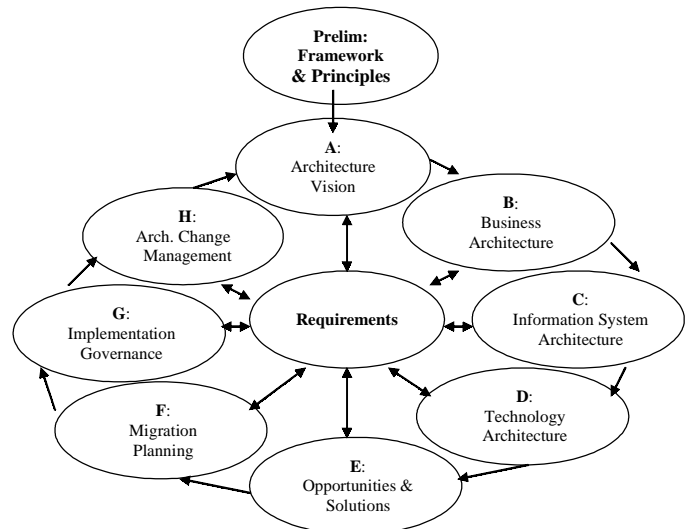 Prelim:
Framework
& Principles
A:
Architecture
Vision
B:
Business
Architecture
H:
Arch. Change
Management
C:
Information System
Architecture
Requirements
G:
Implementation
Governance
D:
Technology
Architecture
F:
Migration
Planning
E:
Opportunities &
Solutions